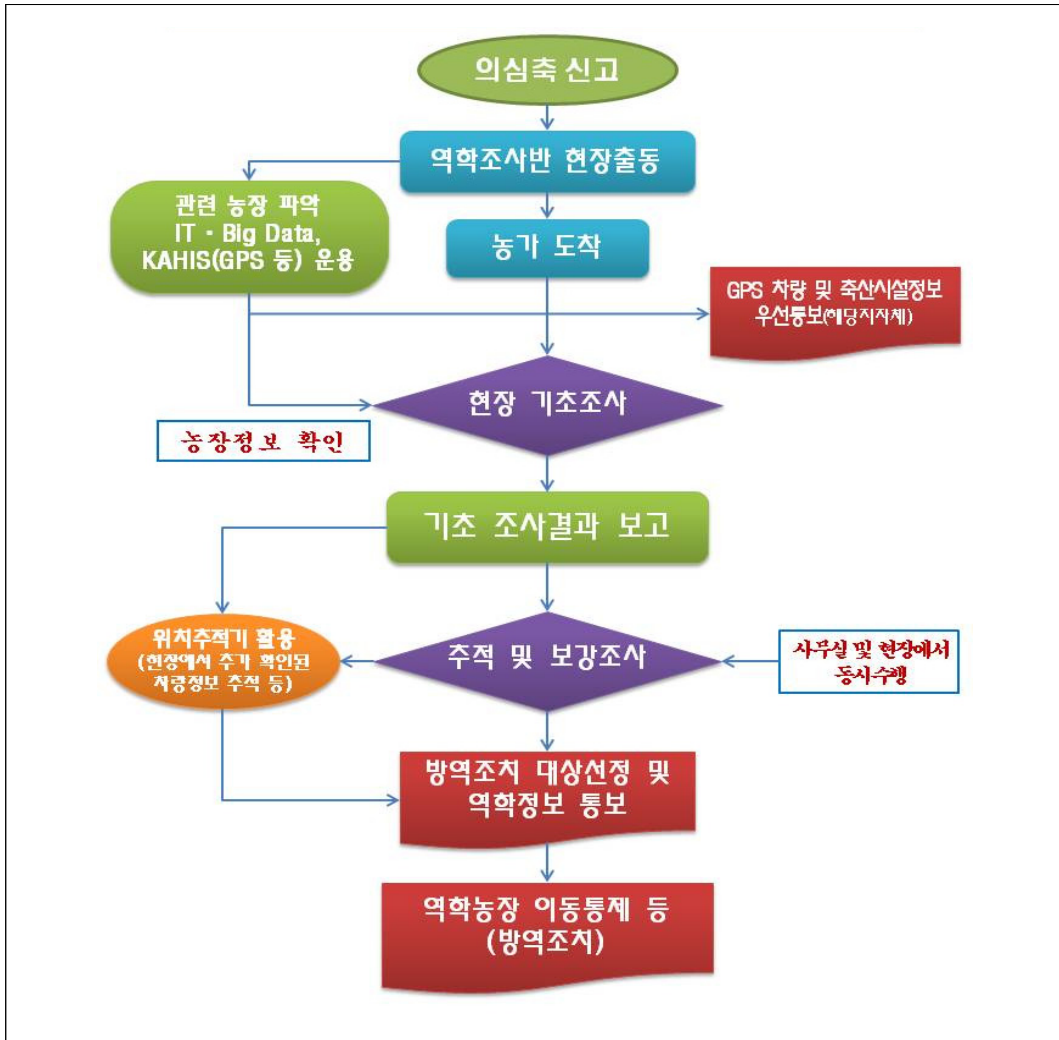 의심축 신고
역학조사반 현장출동
관련 농장 파악
IT · Big Data,
KAHIS(GPS 등) 운용
농가 도착
GPS 차량 및 축산시설정보
우선통보(해당지자체)
현장 기초조사
농장정보 확인
기초 조사결과 보고
위치추적기 활용
(현장에서 추가 확인된
차량정보 추적 등)
추적 및 보강조사
사무실 및 현장에서
동시수행
방역조치 대상선정 및
역학정보 통보
역학농장 이동통제 등
(방역조치)